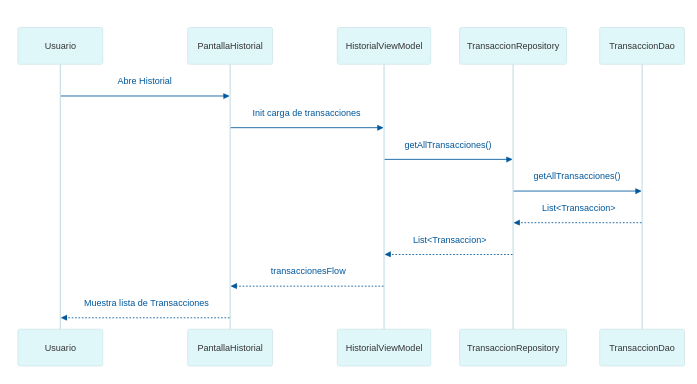 Usuario
PantallaHistorial
HistorialViewModel
TransaccionRepository
TransaccionDao
Abre Historial
Init carga de transacciones
getAllTransacciones()
getAllTransacciones()
List<Transaccion>
List<Transaccion>
transaccionesFlow
Muestra lista de Transacciones
Usuario
PantallaHistorial
HistorialViewModel
TransaccionRepository
TransaccionDao